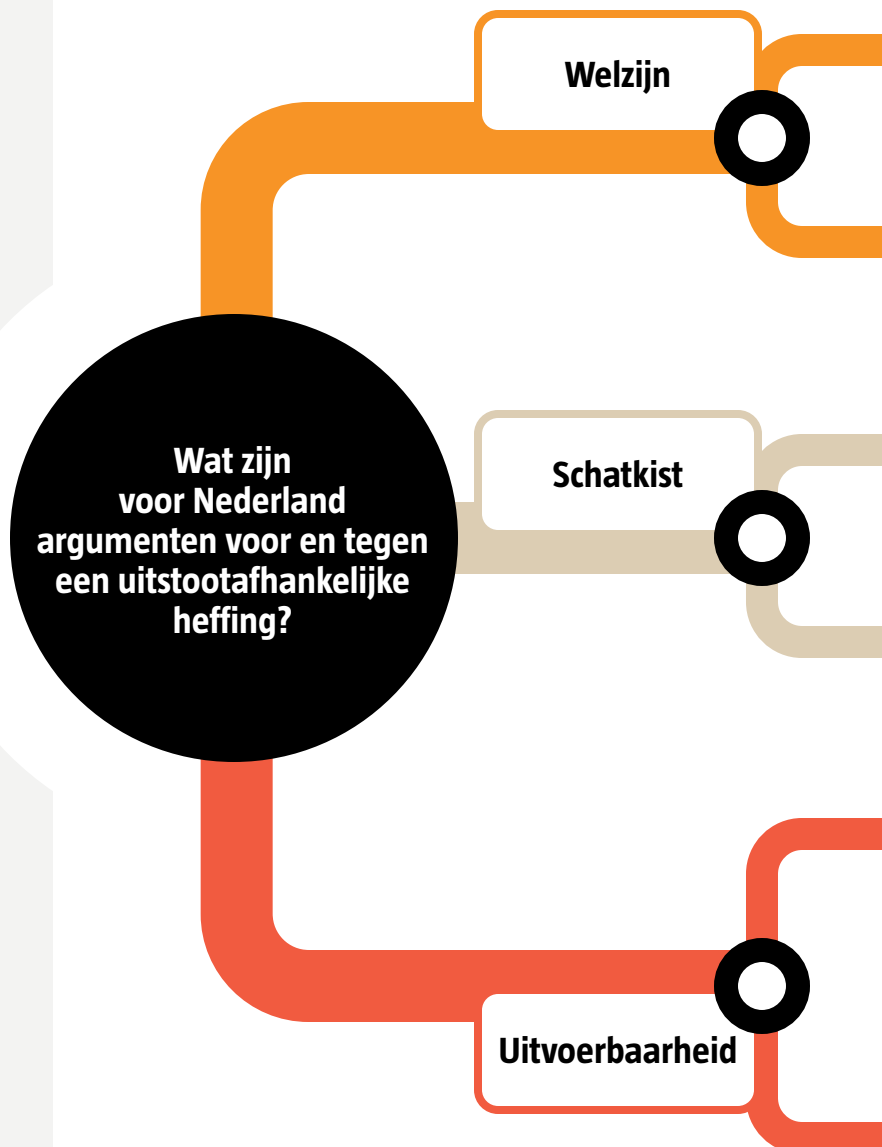 Welzijn
Wat zijn
voor Nederland
argumenten voor en tegen
een uitstootafhankelijke
heffing?
Schatkist
Uitvoerbaarheid